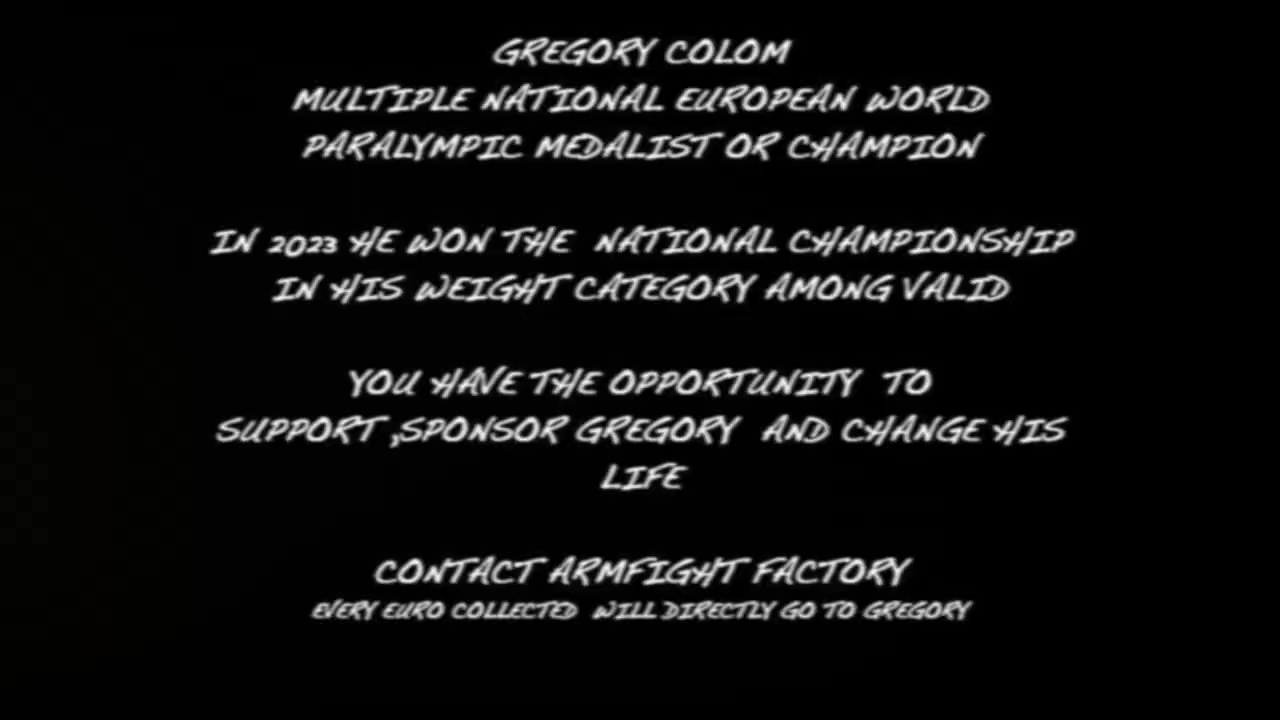 GREGORY COLOM
MULTIPLE NATIONAL EUROPEAN WORLD
PARALYMPIC MEDALIST OR CHAMPION
IN 2023 HE WON THE NATIONAL CHAMPIONSHIP
IN HIS WEIGHT CATEGORY AMONG VALID
YOU HAVE THE OPPORTUNITY TO
SUPPORT ,SPONSOR GREGORY AND CHANGE HIS
LIFE
CONTACT ARMFIGHT FACTORY
EVERY EURO COLLECTED WILL DIRECTLY GO TO GREGORY